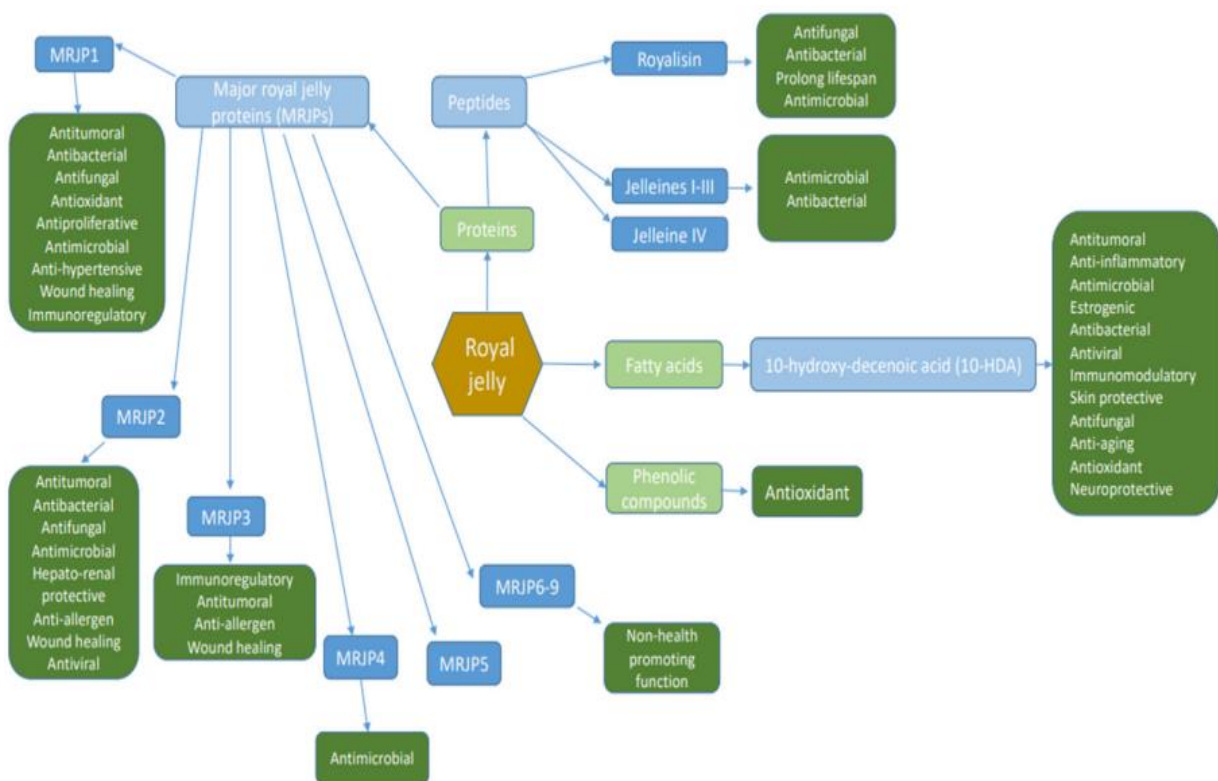 MRJP1
Major royal jelly
proteins (MRJPs)
Antitumoral
Antibacterial
Antifungal
Antioxidant
Antiproliferative
Antimicrobial
Anti-hypertensive
Wound healing
Immunoregulatory
MRJP2
Antitumoral
Antibacterial
Antifungal
Antimicrobial
Hepato-renal
protective
Anti-allergen
Wound healing
Antiviral
MRJP3
Immunoregulatory
Antitumoral
Anti-allergen
Wound healing
MRJP4
Antimicrobial
MRJP5
MRJP6-9
Non-health
promoting
function
Peptides
Proteins
Royal
jelly
Royalisin
Antifungal
Antibacterial
Prolong lifespan
Antimicrobial
Jelleines I-III
Antimicrobial
Antibacterial
Jelleine IV
Fatty acids
10-hydroxy-decenoic acid (10-HDA)
Antitumoral
Anti-inflammatory
Antimicrobial
Estrogenic
Antibacterial
Antiviral
Immunomodulatory
Skin protective
Antifungal
Anti-aging
Antioxidant
Neuroprotective
Phenolic
compounds
Antioxidant